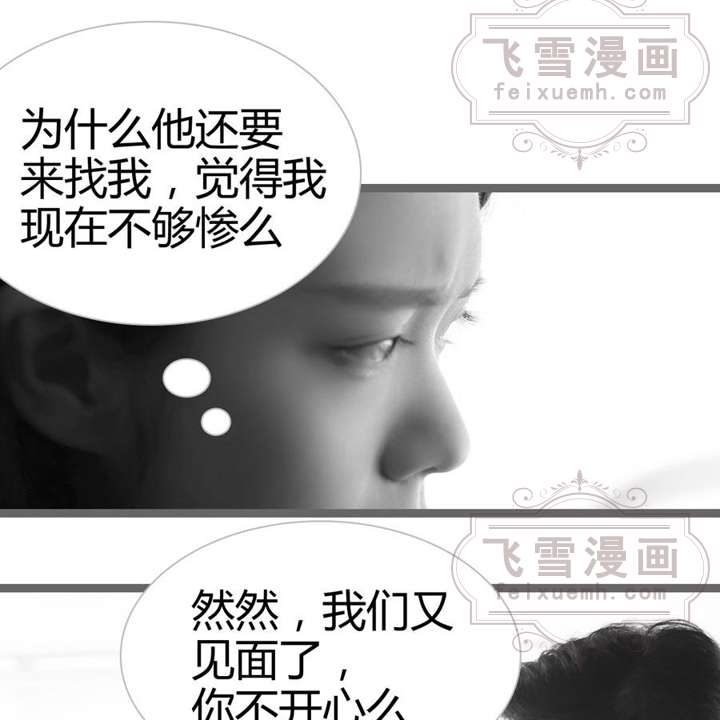 飞雪漫画
feixuemh.com
为什么他还要
来找我，觉得我
现在不够惨么
飞雪漫画
feixuemh.com
然然，我们又
见面了，
你不开心么